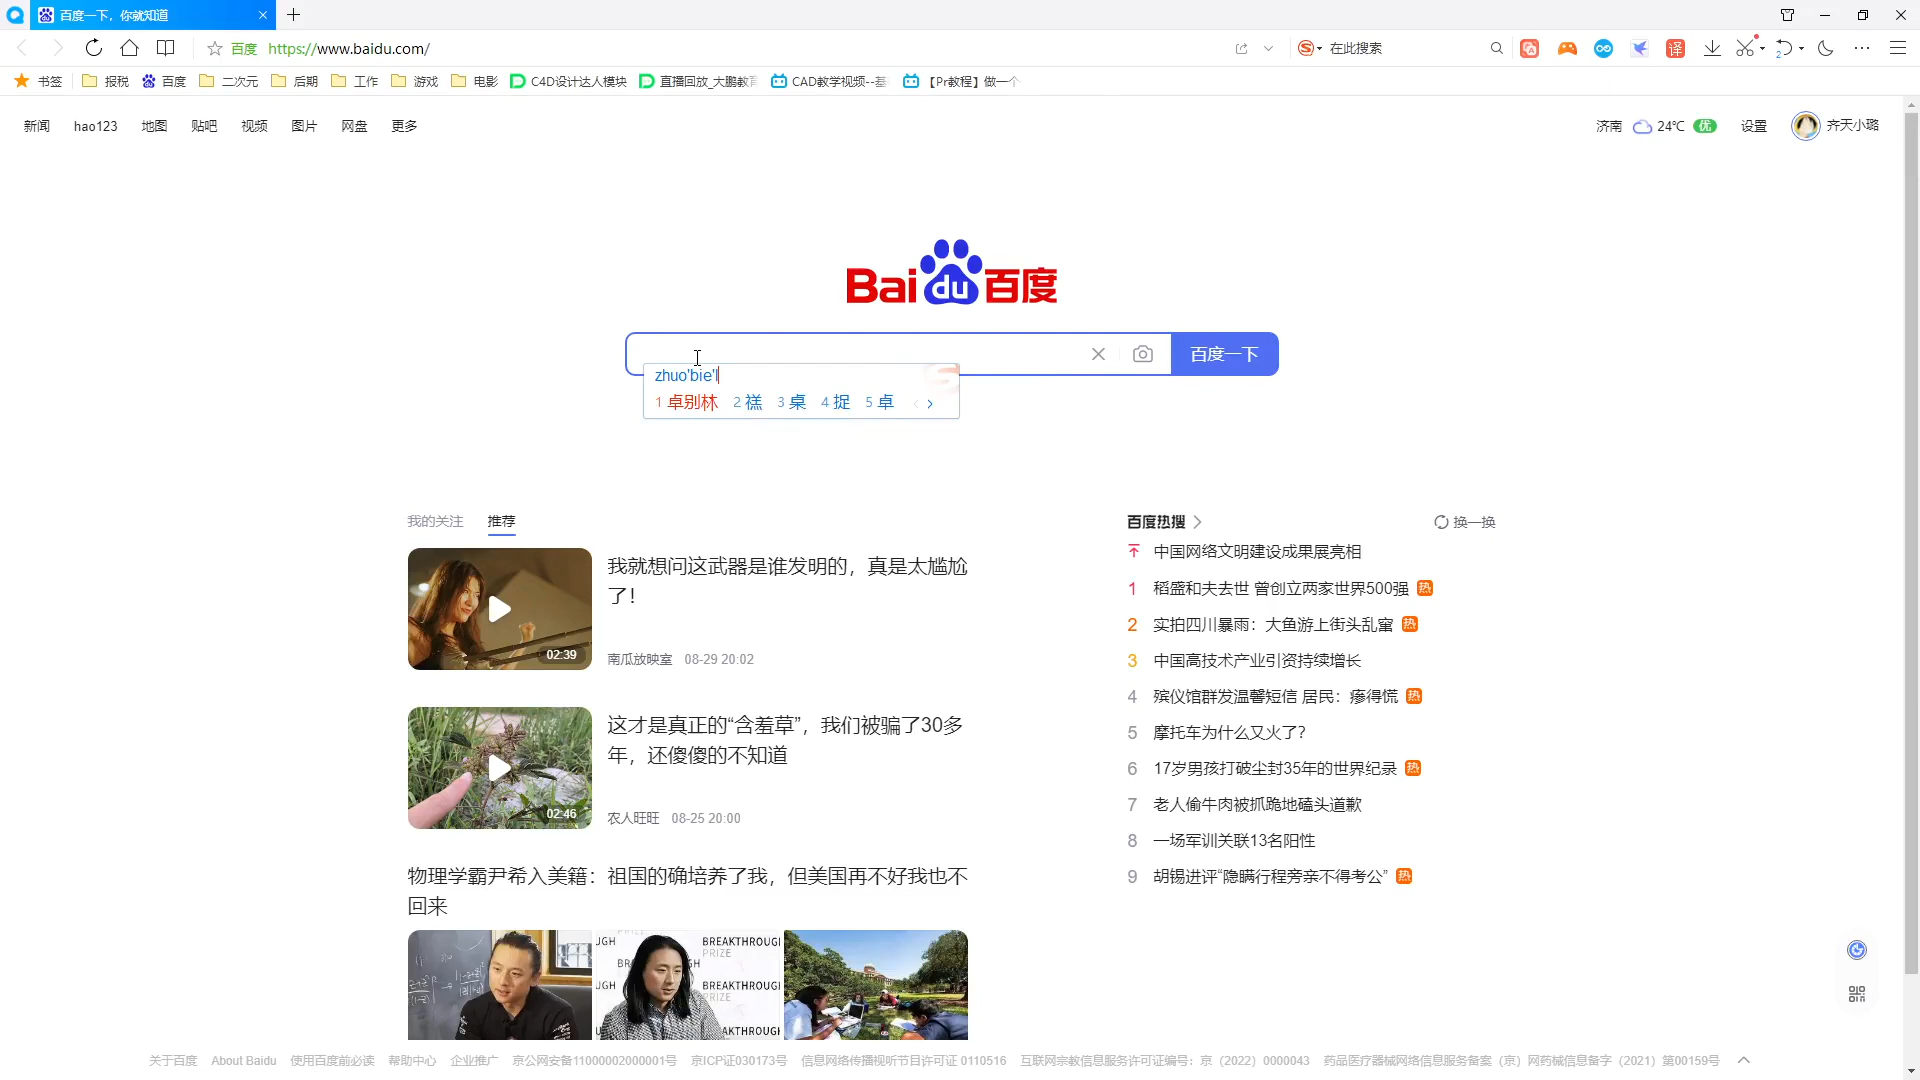 百度一下，你就知道
百度 https://www.baidu.com/
在此搜索
译
2
书签 报税 百度 二次元 后期 工作 游戏 电影 C4D设计达人模块 直播回放_大鹏教育 CAD教学视频--基 【Pr教程】做一个
新闻 hao123 地图 贴吧 视频 图片 网盘 更多
济南 24℃ 优 设置 齐天小璐
Bai du 百度
百度一下
zhuo'bie'l
1 卓别林 2 禚 3 桌 4 捉 5 卓
我的关注 推荐
我就想问这武器是谁发明的，真是太尴尬
了！
02:39
南瓜放映室 08-29 20:02
这才是真正的“含羞草”，我们被骗了30多
年，还傻傻的不知道
02:46
农人旺旺 08-25 20:00
物理学霸尹希入美籍：祖国的确培养了我，但美国再不好我也不
回来
BREAKTHROUGH
PRIZE
BREAKTHROUGH
PRIZE
百度热搜 换一换
中国网络文明建设成果展亮相
1 稻盛和夫去世 曾创立两家世界500强 热
2 实拍四川暴雨：大鱼游上街头乱窜 热
3 中国高技术产业引资持续增长
4 殡仪馆群发温馨短信 居民：瘆得慌 热
5 摩托车为什么又火了？
6 17岁男孩打破尘封35年的世界纪录 热
7 老人偷牛肉被抓跪地磕头道歉
8 一场军训关联13名阳性
9 胡锡进评“隐瞒行程旁亲不得考公” 热
关于百度 About Baidu 使用百度前必读 帮助中心 企业推广 京公网安备11000002000001号 京ICP证030173号 信息网络传播视听节目许可证 0110516 互联网宗教信息服务许可证编号：京（2022）0000043 药品医疗器械网络信息服务备案（京）网药械信息备字（2021）第00159号